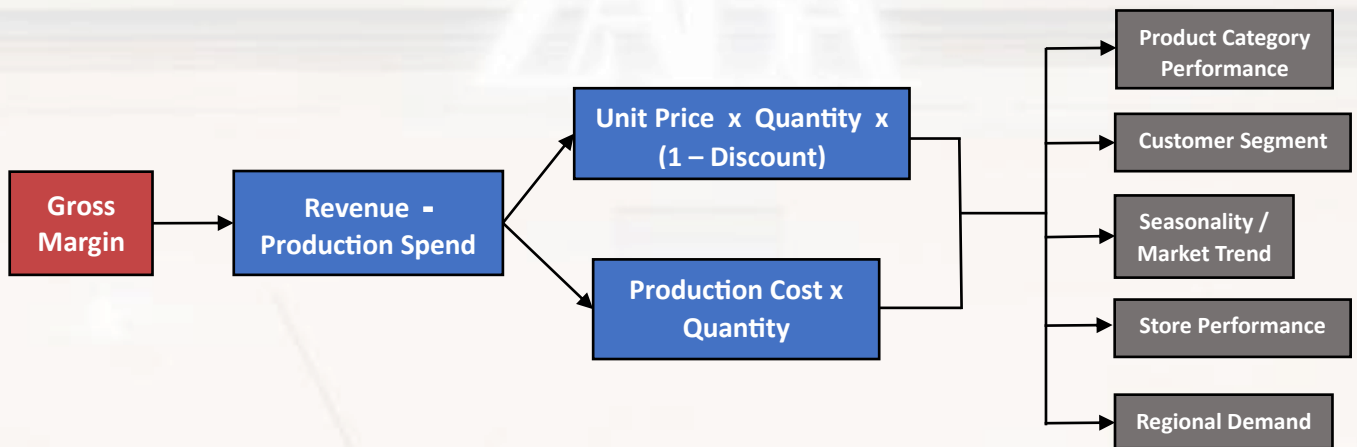 Gross
Margin
Revenue -
Production Spend
Unit Price x Quantity x
(1 – Discount)
Production Cost x
Quantity
Product Category
Performance
Customer Segment
Seasonality /
Market Trend
Store Performance
Regional Demand